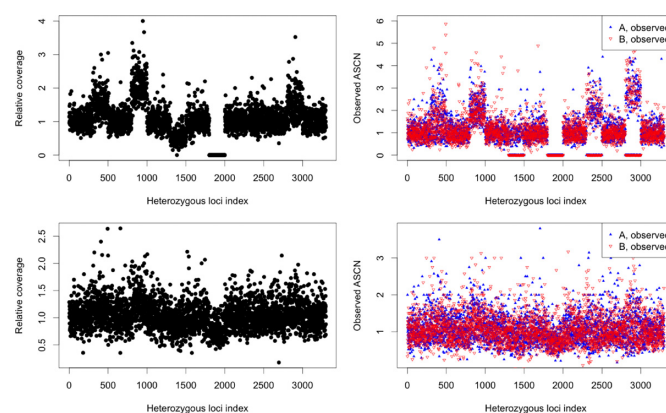 Relative coverage
4
3
2
1
0
0 500 1000 1500 2000 2500 3000
Heterozygous loci index
Observed ASCN
6
5
4
3
2
1
0
A, observed
B, observed
0 500 1000 1500 2000 2500 3000
Heterozygous loci index
Relative coverage
2.5
2.0
1.5
1.0
0.5
0 500 1000 1500 2000 2500 3000
Heterozygous loci index
Observed ASCN
3
2
1
A, observed
B, observed
0 500 1000 1500 2000 2500 3000
Heterozygous loci index